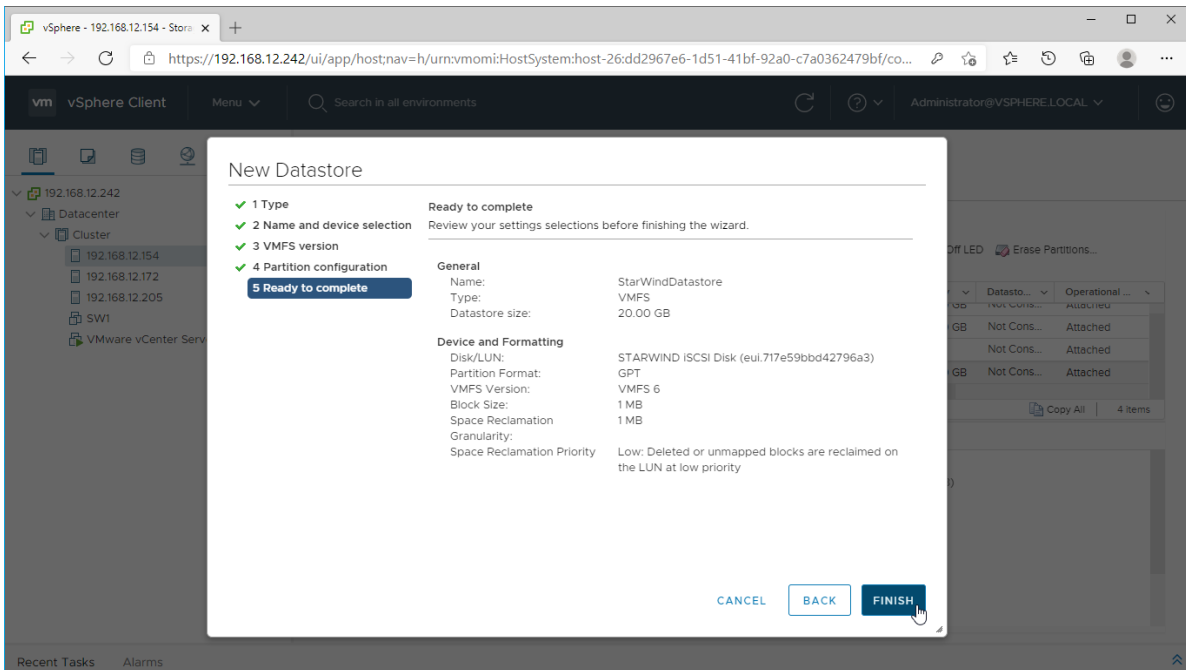 vSphere - 192.168.12.154 - Stora
https://192.168.12.242/ui/app/host;nav=h/urn:vmomi:HostSystem:host-26:dd2967e6-1d51-41bf-92a0-c7a0362479bf/co...
vm vSphere Client Menu Search in all environments Administrator@VSPHERE.LOCAL
192.168.12.242
Datacenter
Cluster
192.168.12.154
192.168.12.172
192.168.12.205
SW1
VMware vCenter Serv
New Datastore
1 Type
2 Name and device selection
3 VMFS version
4 Partition configuration
5 Ready to complete
Ready to complete
Review your settings selections before finishing the wizard.
General
Name: StarWindDatastore
Type: VMFS
Datastore size: 20.00 GB
Device and Formatting
Disk/LUN: STARWIND iSCSI Disk (eui.717e59bbd42796a3)
Partition Format: GPT
VMFS Version: VMFS 6
Block Size: 1 MB
Space Reclamation 1 MB
Granularity:
Space Reclamation Priority Low: Deleted or unmapped blocks are reclaimed on
the LUN at low priority
CANCEL BACK FINISH
Off LED Erase Partitions...
Datasto... Operational ...
GB Not Cons... Attached
GB Not Cons... Attached
Not Cons... Attached
GB Not Cons... Attached
Copy All 4 items
Recent Tasks Alarms